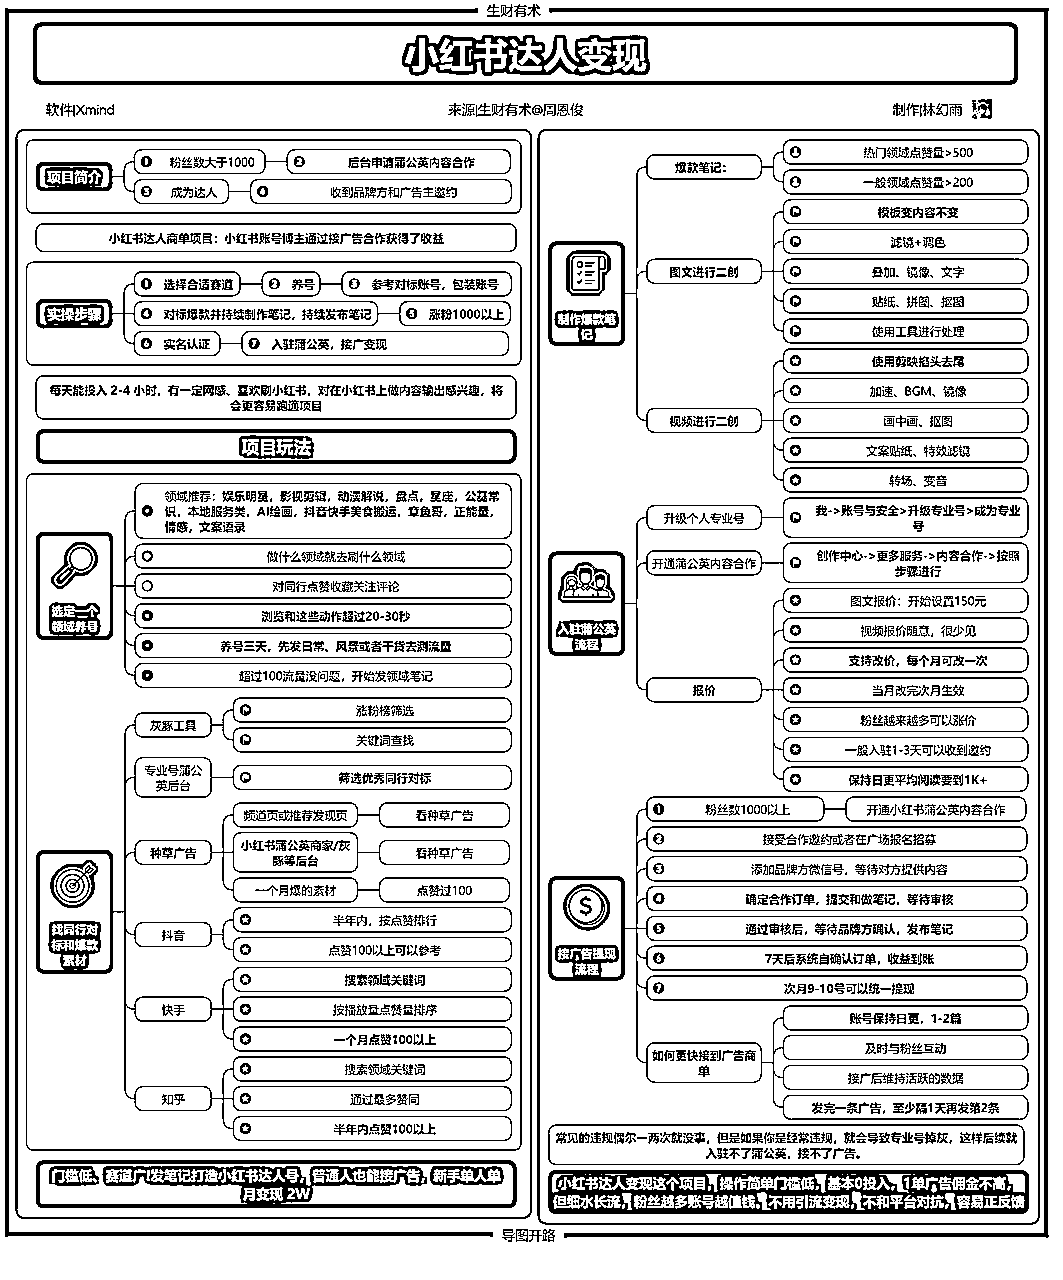 生财有术
小红书达人变现
软件|Xmind
来源|生财有术@周恩俊
制作|林幻雨
项目简介
❶ 粉丝数大于1000
❷ 后台申请蒲公英内容合作
❸ 成为达人
❹ 收到品牌方和广告主邀约
小红书达人商单项目：小红书账号博主通过接广告合作获得了收益
实操步骤
❶ 选择合适赛道
❷ 养号
❸ 参考对标账号，包装账号
❹ 对标爆款并持续制作笔记，持续发布笔记
❺ 涨粉1000以上
❻ 实名认证
❼ 入驻蒲公英，接广变现
每天能投入 2-4 小时，有一定网感、喜欢刷小红书，对在小红书上做内容输出感兴趣，将
会更容易跑通项目
项目玩法
选定一个
领域养号
领域推荐：娱乐明星，影视剪辑，动漫解说，盘点，星座，公基常
识，本地服务类，AI绘画，抖音快手美食搬运，章鱼哥，正能量，
情感，文案语录
做什么领域就去刷什么领域
对同行点赞收藏关注评论
浏览和这些动作超过20-30秒
养号三天，先发日常、风景或者干货去测流量
超过100流量没问题，开始发领域笔记
找同行对
标和爆款
素材
灰豚工具
涨粉榜筛选
关键词查找
专业号蒲公
英后台
筛选优秀同行对标
种草广告
频道页或推荐发现页
看种草广告
小红书蒲公英商家/灰
豚等后台
看种草广告
一个月爆的素材
点赞过100
抖音
半年内，按点赞排行
点赞100以上可以参考
快手
搜索领域关键词
按播放量点赞量排序
一个月点赞100以上
知乎
搜索领域关键词
通过最多赞同
半年内点赞100以上
门槛低、赛道广!发笔记打造小红书达人号，普通人也能接广告，新手单人单
月变现 2W
制作爆款笔
记
爆款笔记：
热门领域点赞量>500
一般领域点赞量>200
图文进行二创
模板变内容不变
滤镜+调色
叠加、镜像、文字
贴纸、拼图、抠图
使用工具进行处理
视频进行二创
使用剪映掐头去尾
加速、BGM、镜像
画中画、抠图
文案贴纸、特效滤镜
转场、变音
入驻蒲公英
流程
升级个人专业号
我->账号与安全>升级专业号>成为专业
号
开通蒲公英内容合作
创作中心->更多服务->内容合作->按照
步骤进行
报价
图文报价：开始设置150元
视频报价随意，很少见
支持改价，每个月可改一次
当月改完次月生效
粉丝越来越多可以涨价
一般入驻1-3天可以收到邀约
保持日更平均阅读要到1K+
接广告提现
流程
❶ 粉丝数1000以上
开通小红书蒲公英内容合作
❷ 接受合作邀约或者在广场报名招募
❸ 添加品牌方微信号，等待对方提供内容
❹ 确定合作订单，提交和做笔记，等待审核
❺ 通过审核后，等待品牌方确认，发布笔记
❻ 7天后系统自确认订单，收益到账
❼ 次月9-10号可以统一提现
如何更快接到广告商
单
账号保持日更，1-2篇
及时与粉丝互动
接广后维持活跃的数据
发完一条广告，至少隔1天再发第2条
常见的违规偶尔一两次就没事，但是如果你是经常违规，就会导致专业号掉灰，这样后续就
入驻不了蒲公英，接不了广告。
小红书达人变现这个项目，操作简单门槛低，基本0投入，1单广告佣金不高，
但细水长流，粉丝越多账号越值钱，不用引流变现，不和平台对抗，容易正反馈
导图开路